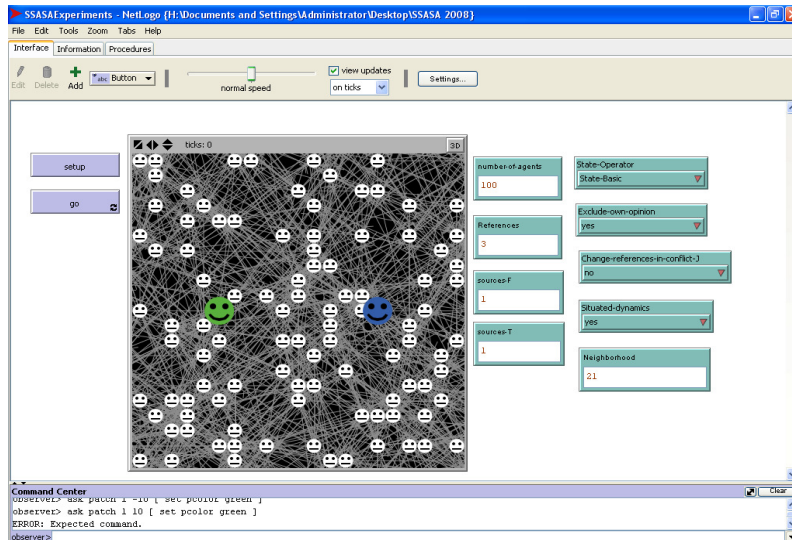 SSASAExperiments - NetLogo {H:\Documents and Settings\Administrator\Desktop\SSASA 2008}
File Edit Tools Zoom Tabs Help
Interface Information Procedures
Edit Delete Add abc Button normal speed view updates on ticks Settings...
ticks: 0 3D
setup
go
number-of-agents
100
References
3
sources-F
1
sources-T
1
State-Operator
State-Basic
Exclude-own-opinion
yes
Change-references-in-conflict-J
no
Situated-dynamics
yes
Neighborhood
21
Command Center Clear
observer> ask patch 1 -10 [ set pcolor green ]
observer> ask patch 1 10 [ set pcolor green ]
ERROR: Expected command.
observer>